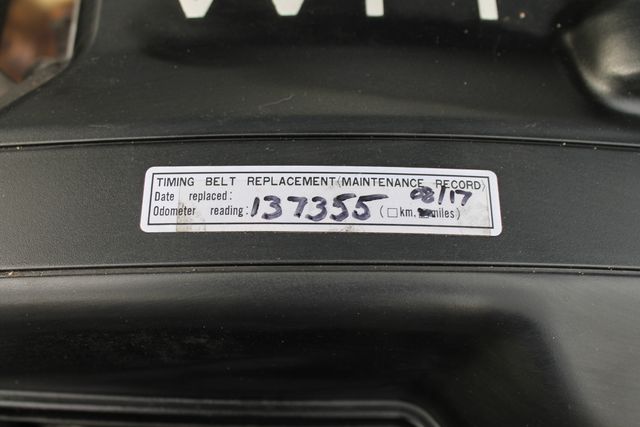 TIMING BELT REPLACEMENT(MAINTENANCE RECORD)
Date replaced: 08/17
Odometer reading: 137355 (□km. □miles)